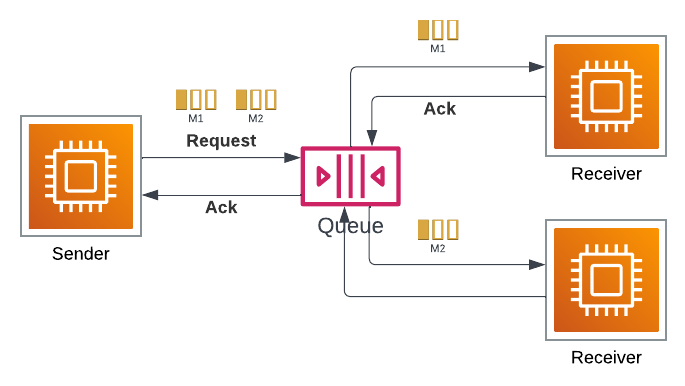 M1
M1 M2
Request
Ack
Ack
Sender
Receiver
Queue
M2
Receiver